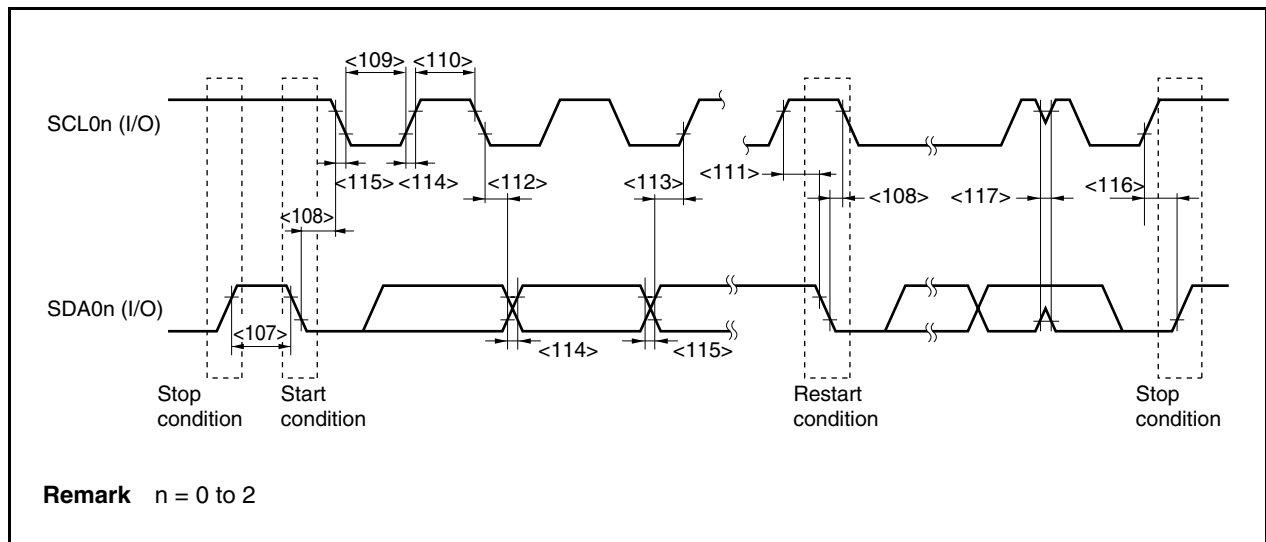 <109> <110>
SCL0n (I/O)
<115> <114> <112> <113> <111> <108> <117> <116>
<108>
SDA0n (I/O)
<107>
<114> <115>
Stop condition
Start condition
Restart condition
Stop condition
Remark n = 0 to 2